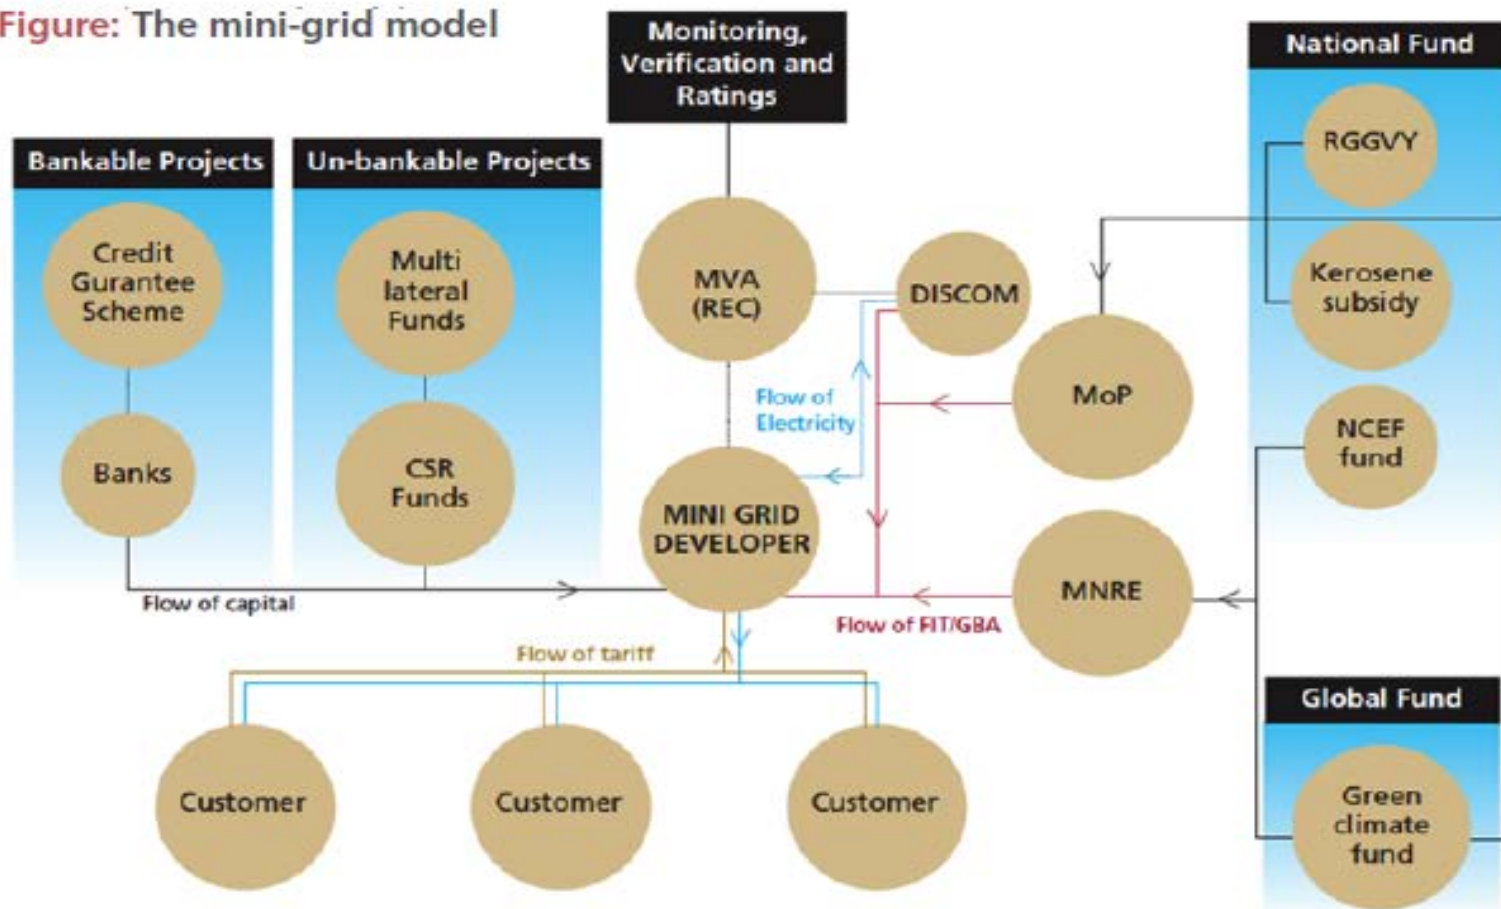 Figure: The mini-grid model
Monitoring,
Verification and
Ratings
National Fund
Bankable Projects
Un-bankable Projects
RGGVY
Credit
Gurantee
Scheme
Multi
lateral
Funds
MVA
(REC)
DISCOM
Kerosene
subsidy
MoP
Flow of
Electricity
Banks
CSR
Funds
NCEF
fund
MINI GRID
DEVELOPER
MNRE
Flow of capital
Flow of FIT/GBA
Flow of tariff
Global Fund
Customer
Customer
Customer
Green
climate
fund